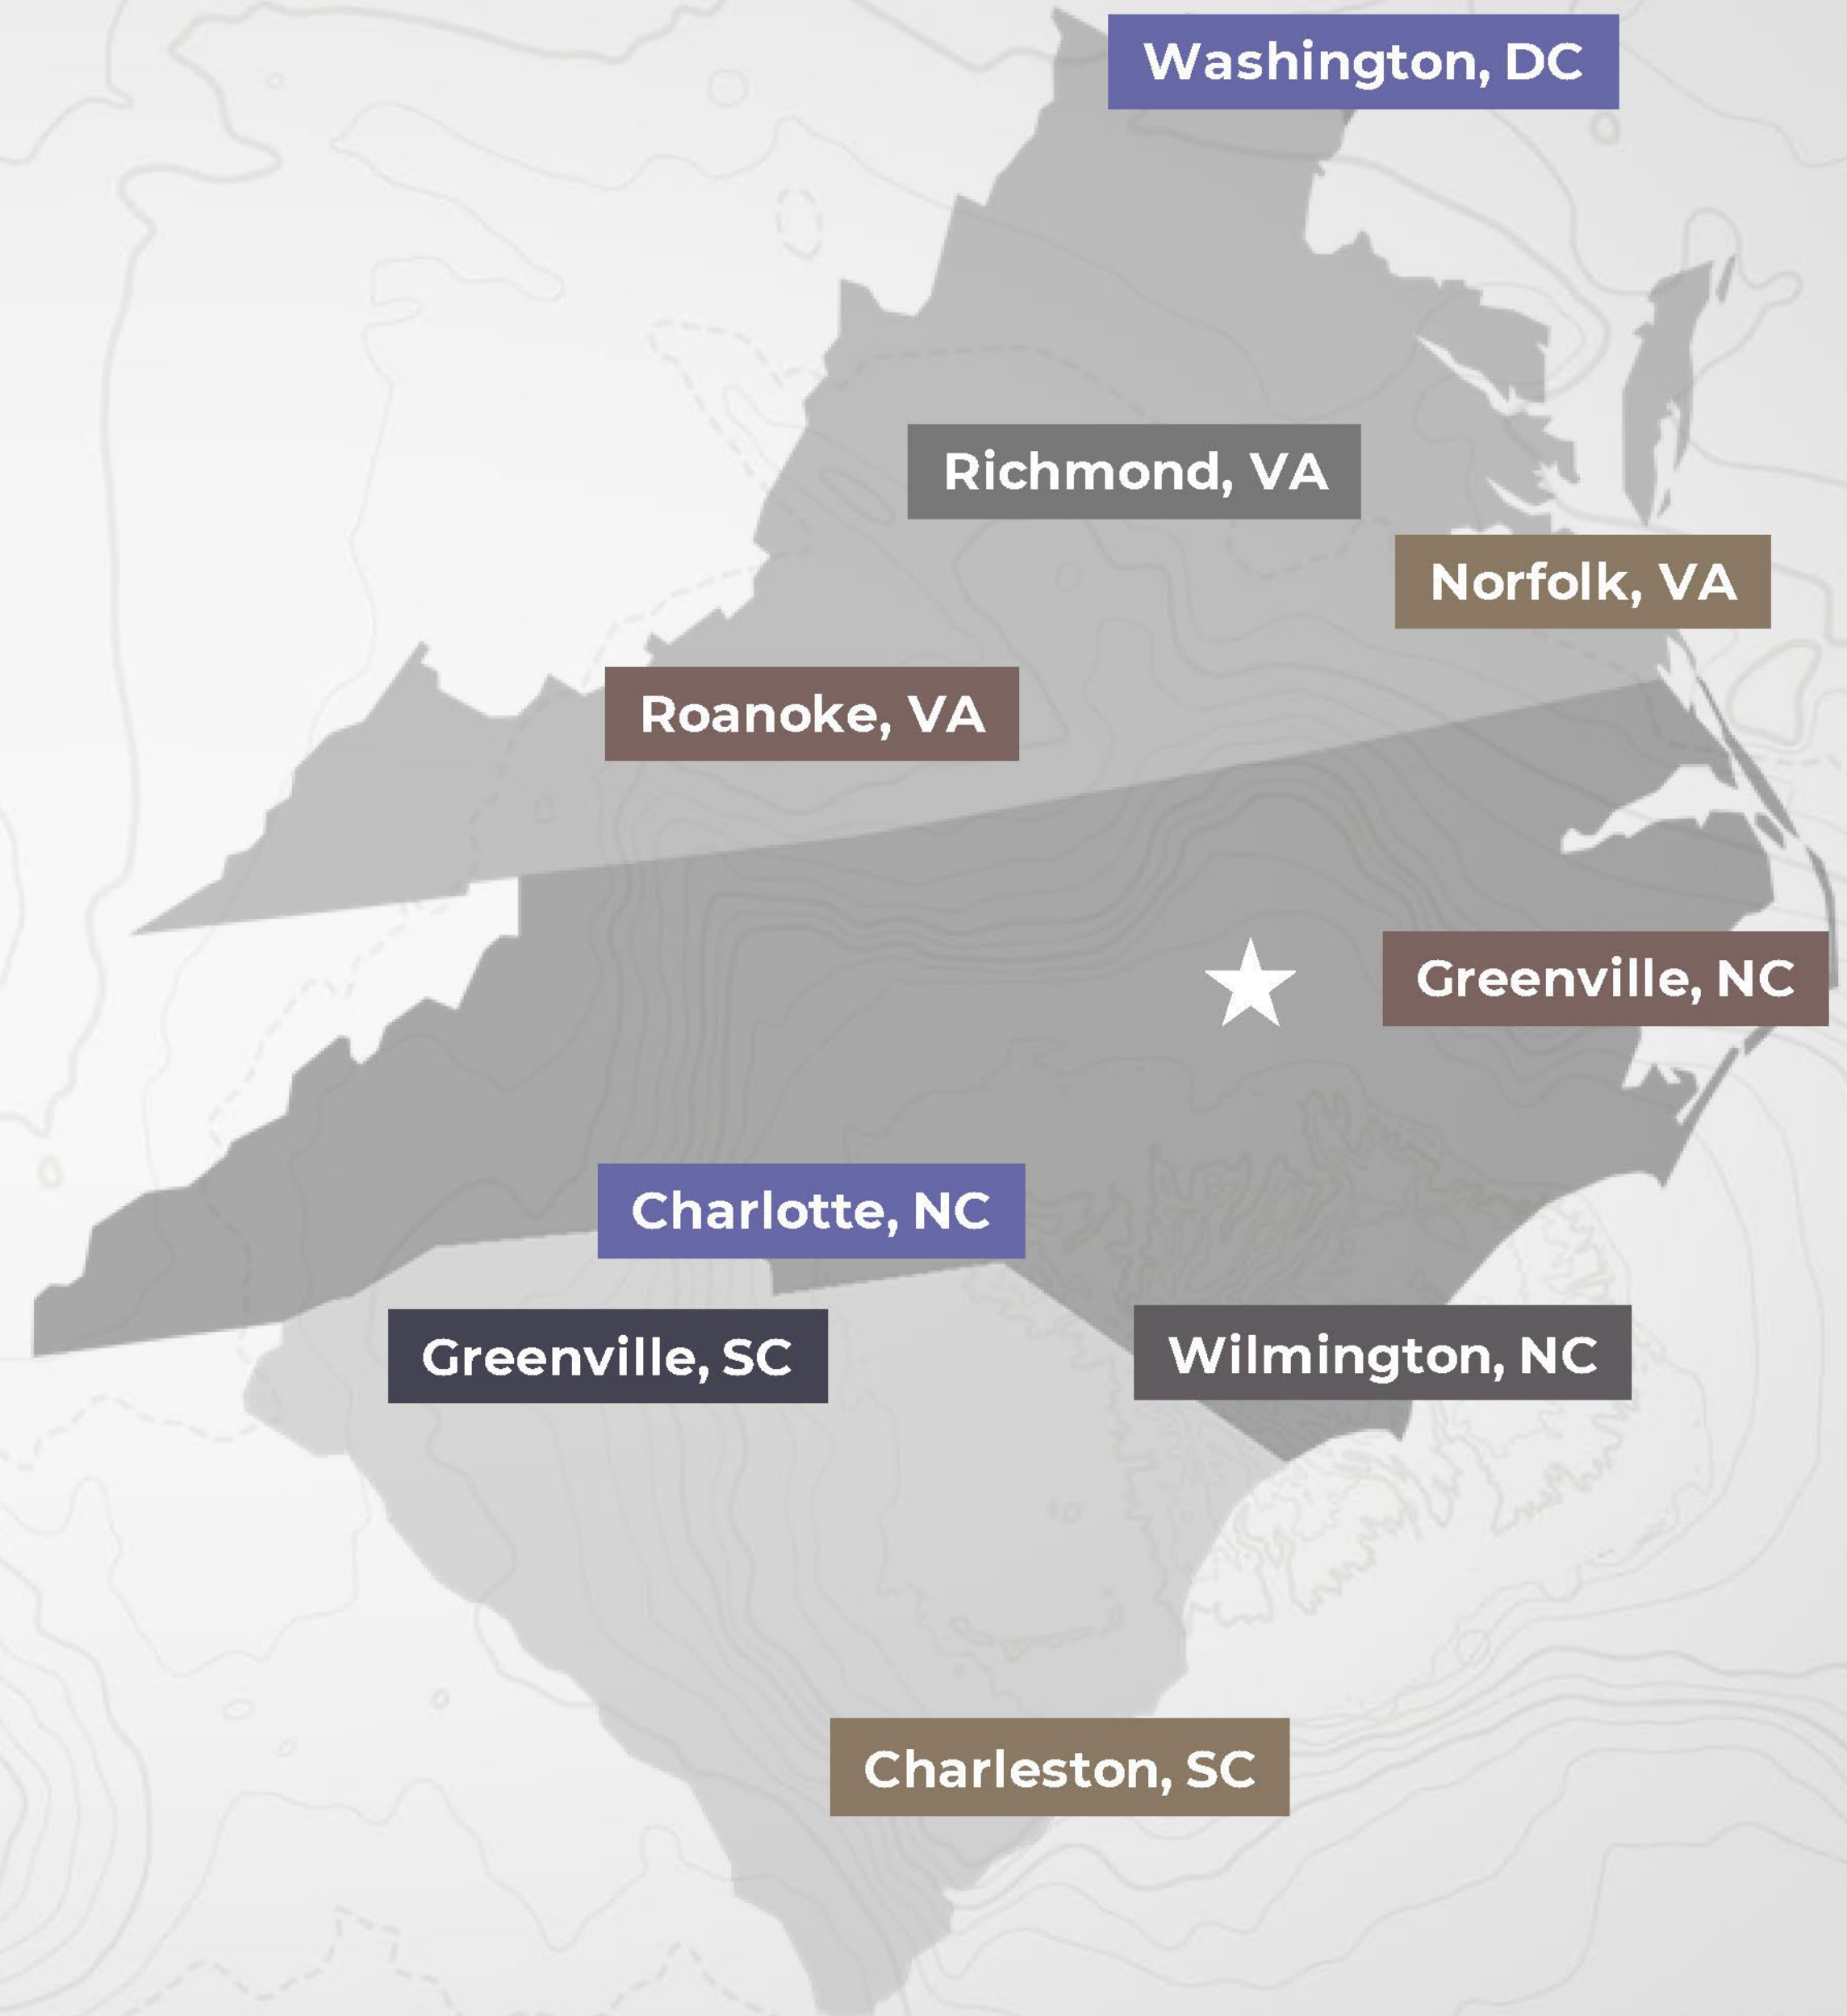 Washington, DC
Richmond, VA
Norfolk, VA
Roanoke, VA
Greenville, NC
Charlotte, NC
Greenville, SC
Wilmington, NC
Charleston, SC